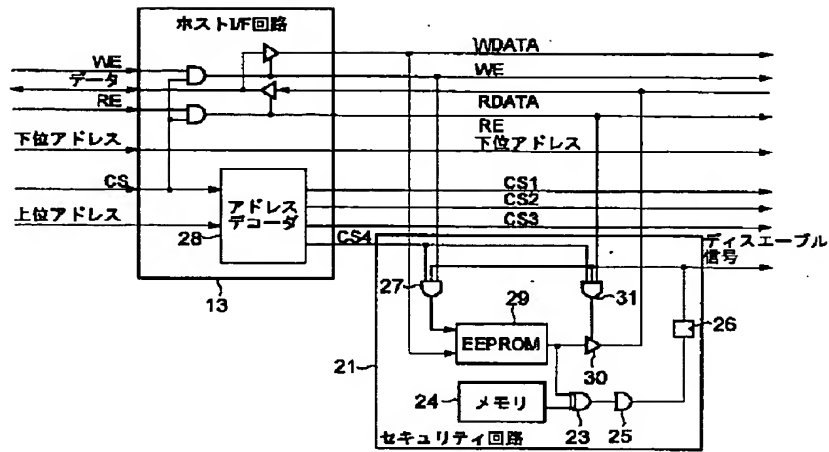 ホストI/F回路
WDATA
WE
WE
データ
RE
RDATA
RE
下位アドレス
下位アドレス
CS
アドレス
デコーダ
CS1
CS2
CS3
上位アドレス
28
CS4
ディスエーブル
信号
13
27
31
29
26
EEPROM
21
30
24
メモリ
23
25
セキュリティ回路